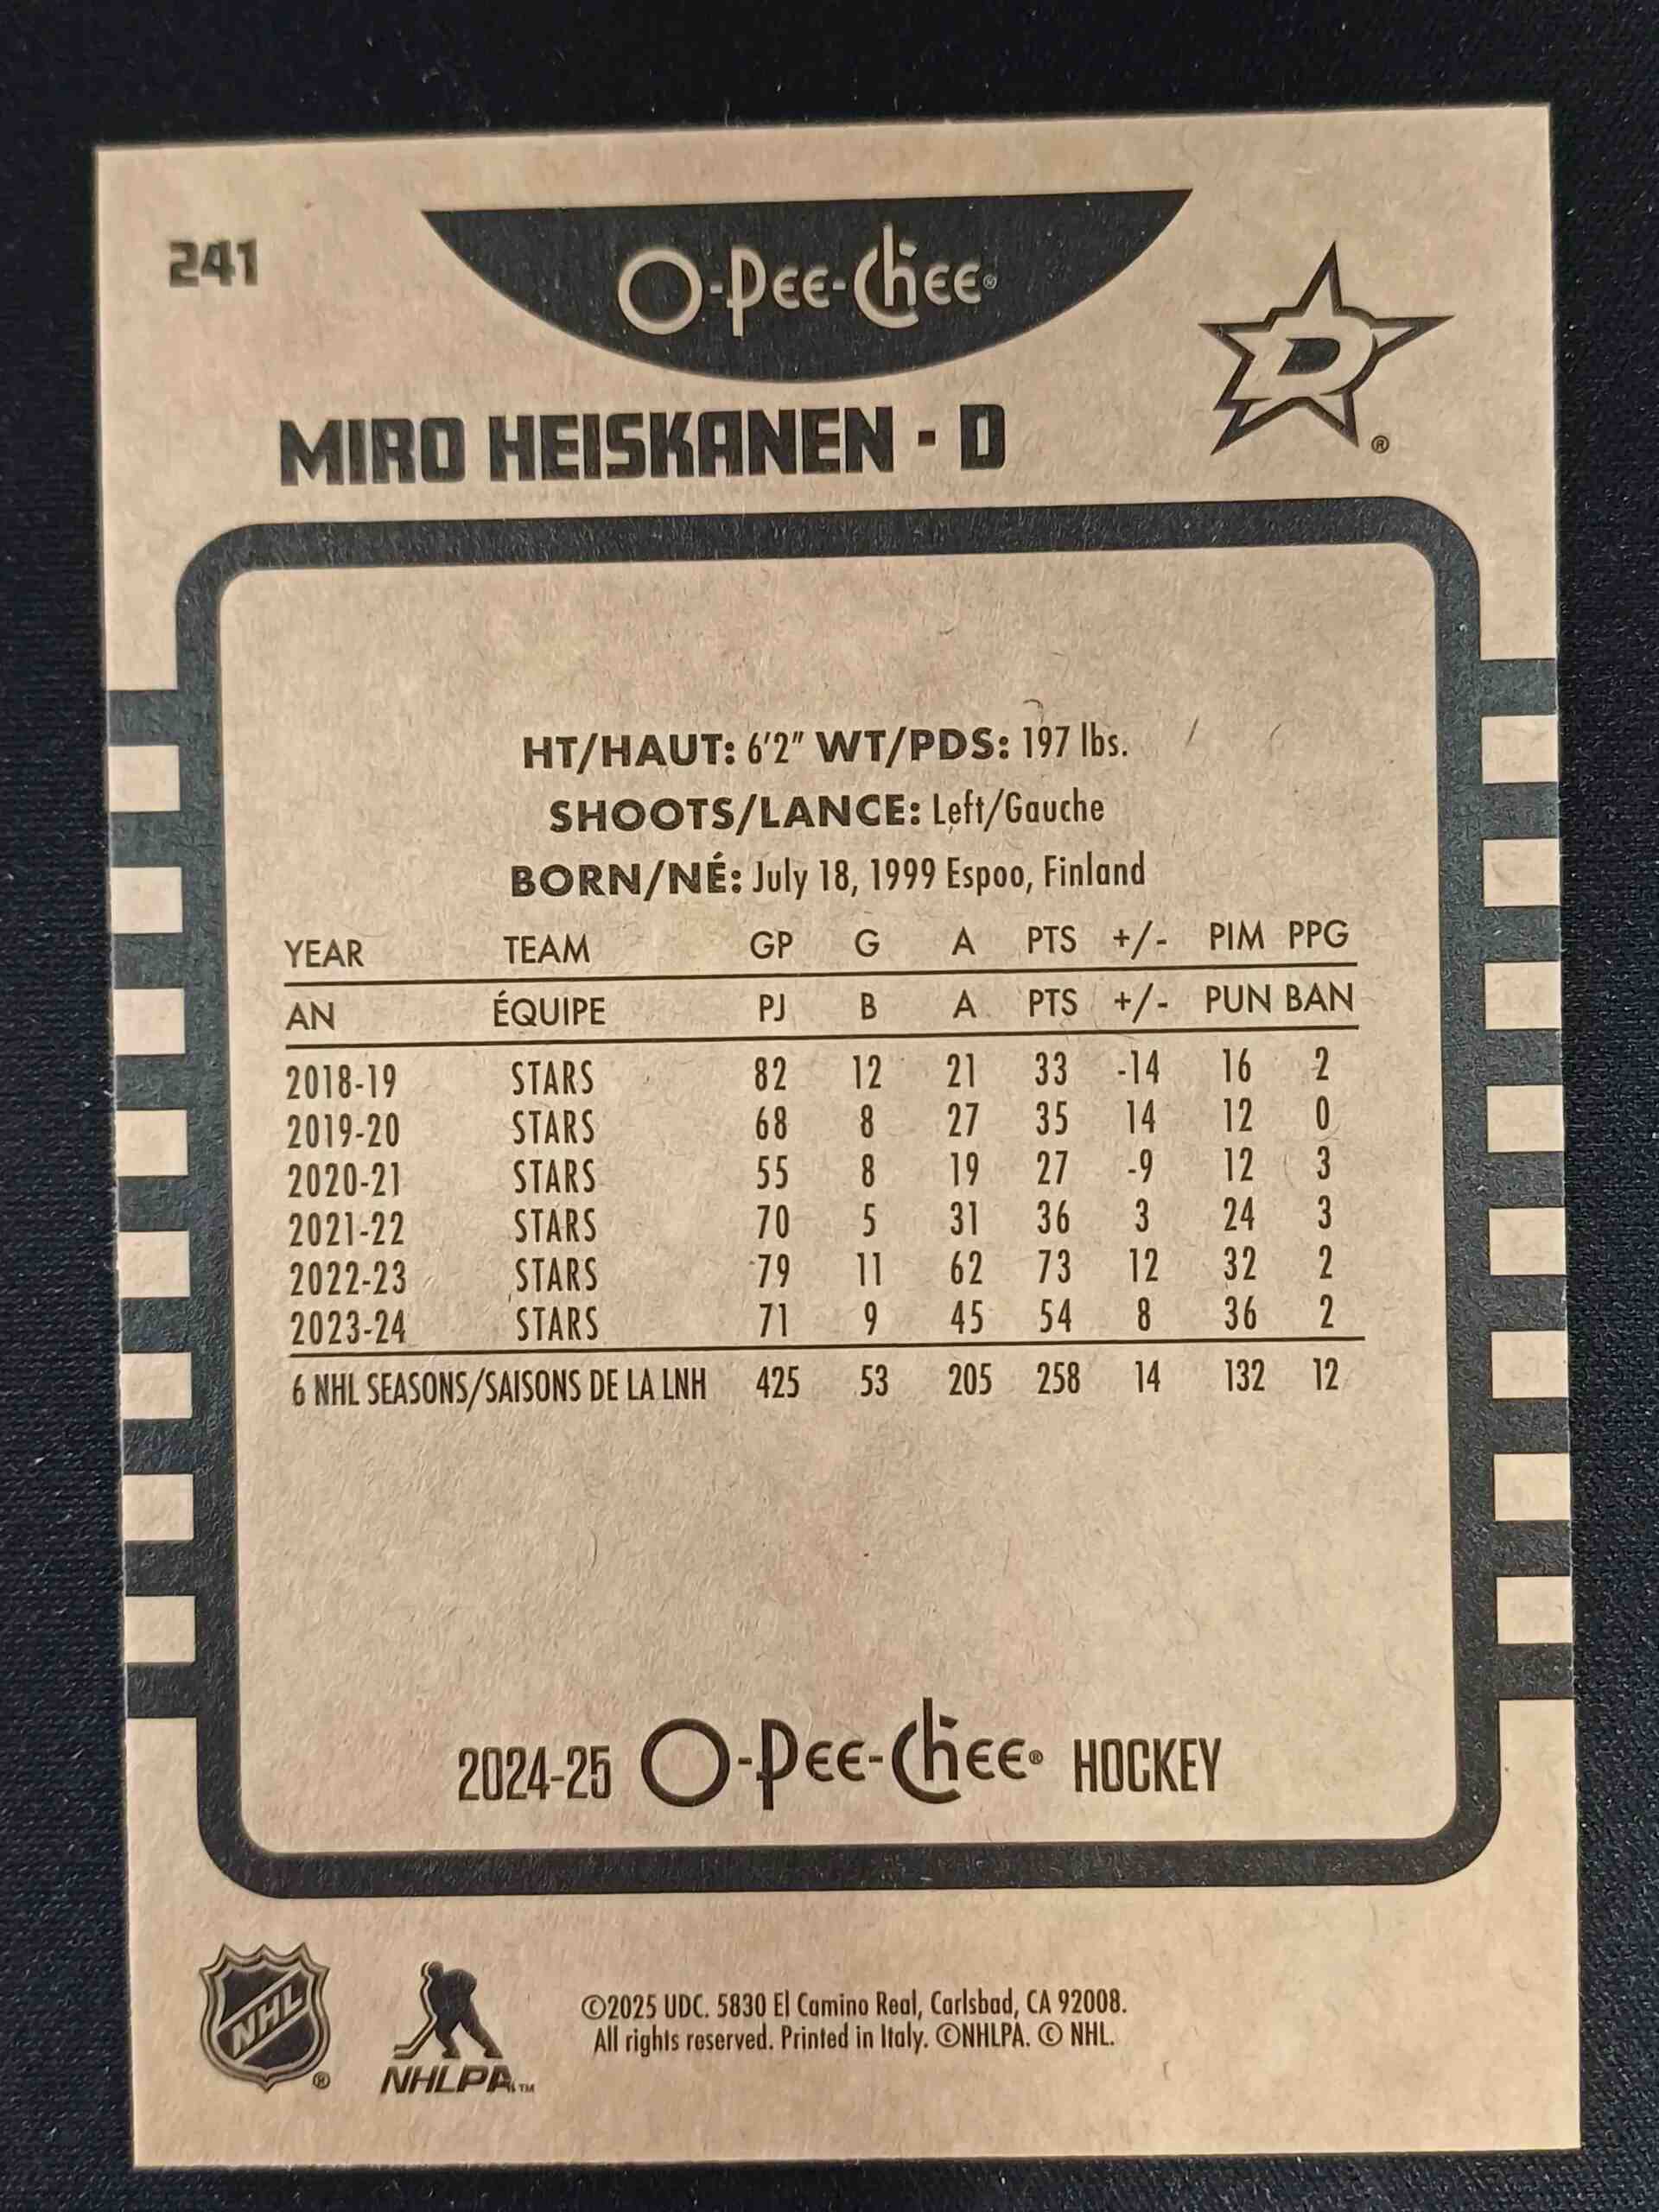 241
O-Pee-Chee®
D ®
MIRO HEISKANEN - D
HT/HAUT: 6'2" WT/PDS: 197 lbs.
SHOOTS/LANCE: Left/Gauche
BORN/NÉ: July 18, 1999 Espoo, Finland
YEAR TEAM GP G A PTS +/- PIM PPG
AN ÉQUIPE PJ B A PTS +/- PUN BAN
2018-19 STARS 82 12 21 33 -14 16 2
2019-20 STARS 68 8 27 35 14 12 0
2020-21 STARS 55 8 19 27 -9 12 3
2021-22 STARS 70 5 31 36 3 24 3
2022-23 STARS 79 11 62 73 12 32 2
2023-24 STARS 71 9 45 54 8 36 2
6 NHL SEASONS/SAISONS DE LA LNH 425 53 205 258 14 132 12
2024-25 O-Pee-Chee® HOCKEY
NHL ®
NHLPA™
©2025 UDC. 5830 El Camino Real, Carlsbad, CA 92008.
All rights reserved. Printed in Italy. ©NHLPA. © NHL.